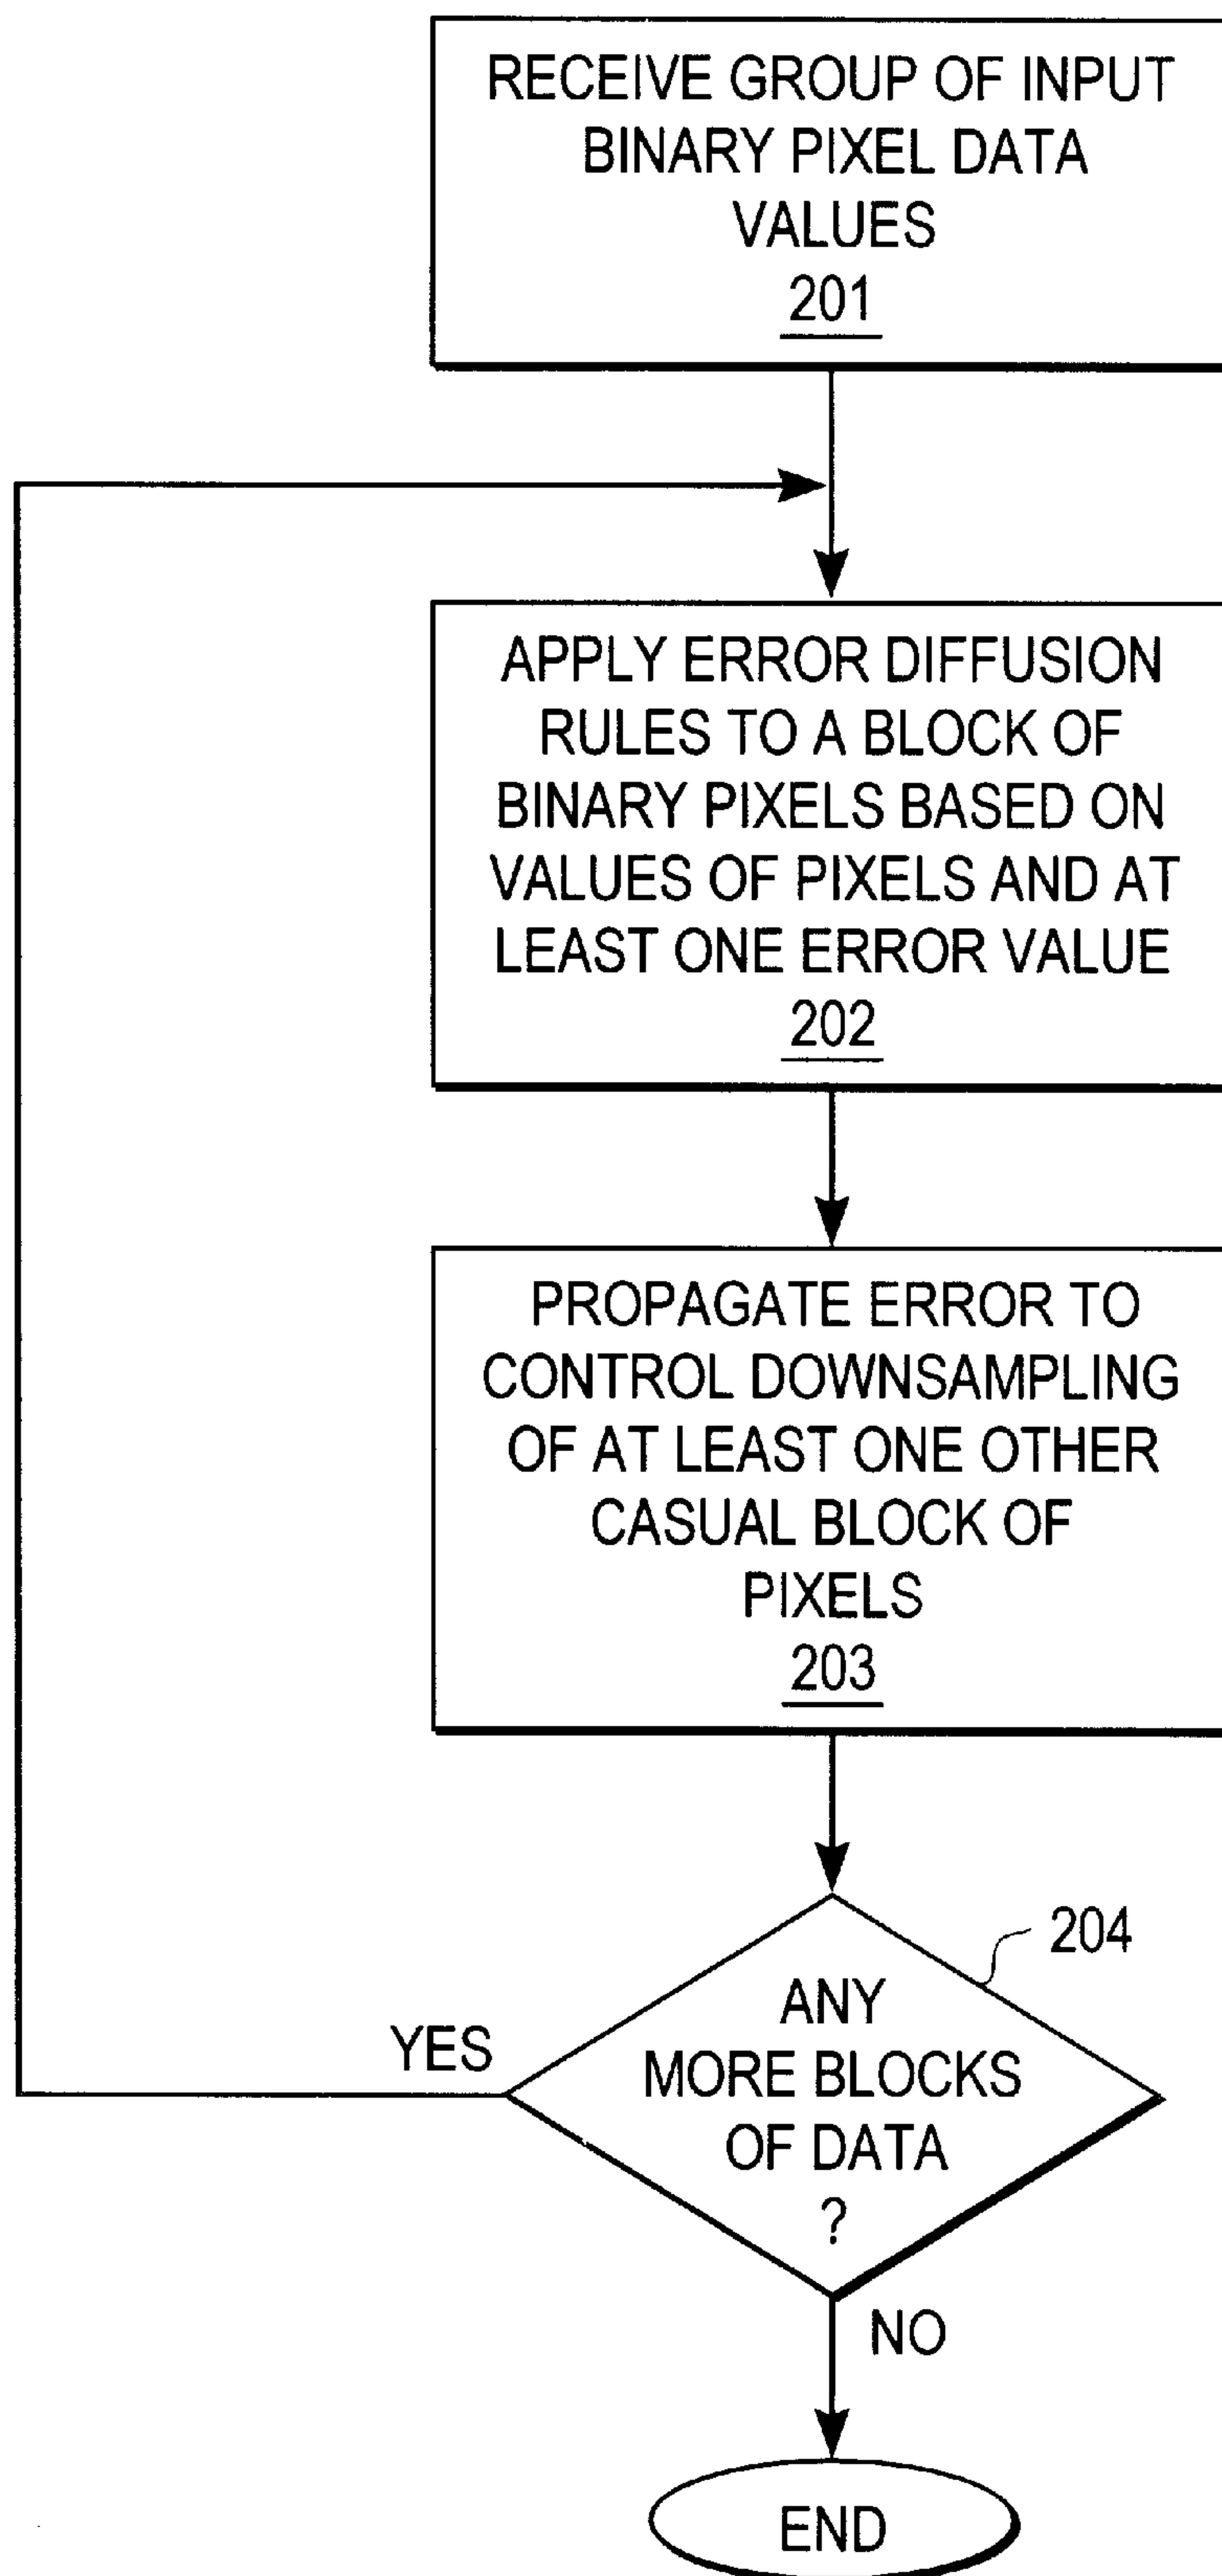 RECEIVE GROUP OF INPUT
BINARY PIXEL DATA
VALUES
201
APPLY ERROR DIFFUSION
RULES TO A BLOCK OF
BINARY PIXELS BASED ON
VALUES OF PIXELS AND AT
LEAST ONE ERROR VALUE
202
PROPAGATE ERROR TO
CONTROL DOWNSAMPLING
OF AT LEAST ONE OTHER
CASUAL BLOCK OF
PIXELS
203
204
ANY
MORE BLOCKS
OF DATA
?
YES
NO
END